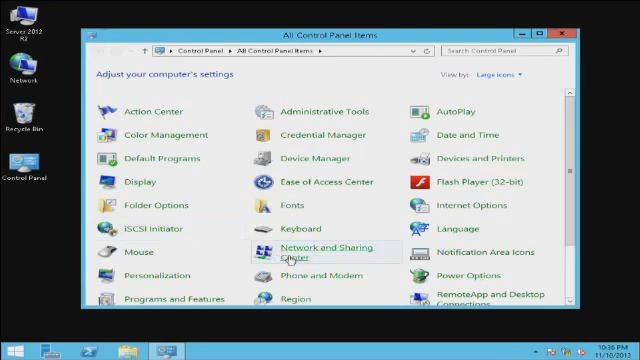 Server 2012
R2
Network
Recycle Bin
Control Panel
All Control Panel Items
Control Panel
All Control Panel Items
Search Control Panel
Adjust your computer's settings
View by: Large icons
Action Center
Administrative Tools
AutoPlay
Color Management
Credential Manager
Date and Time
Default Programs
Device Manager
Devices and Printers
Display
Ease of Access Center
Flash Player (32-bit)
Folder Options
Fonts
Internet Options
iSCSI Initiator
Keyboard
Language
Mouse
Network and Sharing
Center
Notification Area Icons
Personalization
Phone and Modem
Power Options
Programs and Features
Region
RemoteApp and Desktop
Connections
10:36 PM
11/10/2013